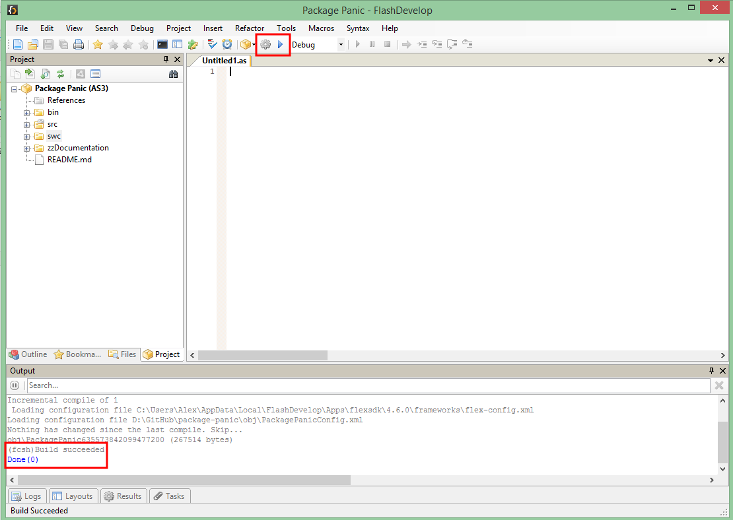 Package Panic - FlashDevelop
File Edit View Search Debug Project Insert Refactor Tools Macros Syntax Help
Debug
Project
Package Panic (AS3)
References
bin
src
swc
zzDocumentation
README.md
Outline Bookma... Files Project
Untitled1.as
1
Output
Search...
Incremental compile of 1
Loading configuration file C:\Users\Alex\AppData\Local\FlashDevelop\Apps\flexsdk\4.6.0\frameworks\flex-config.xml
Loading configuration file D:\GitHub\package-panic\obj\PackagePanicConfig.xml
Nothing has changed since the last compile. Skip...
obj\PackagePanic635573842099477200 (267514 bytes)
(fcsh)Build succeeded
Done(0)
Logs Layouts Results Tasks
Build Succeeded